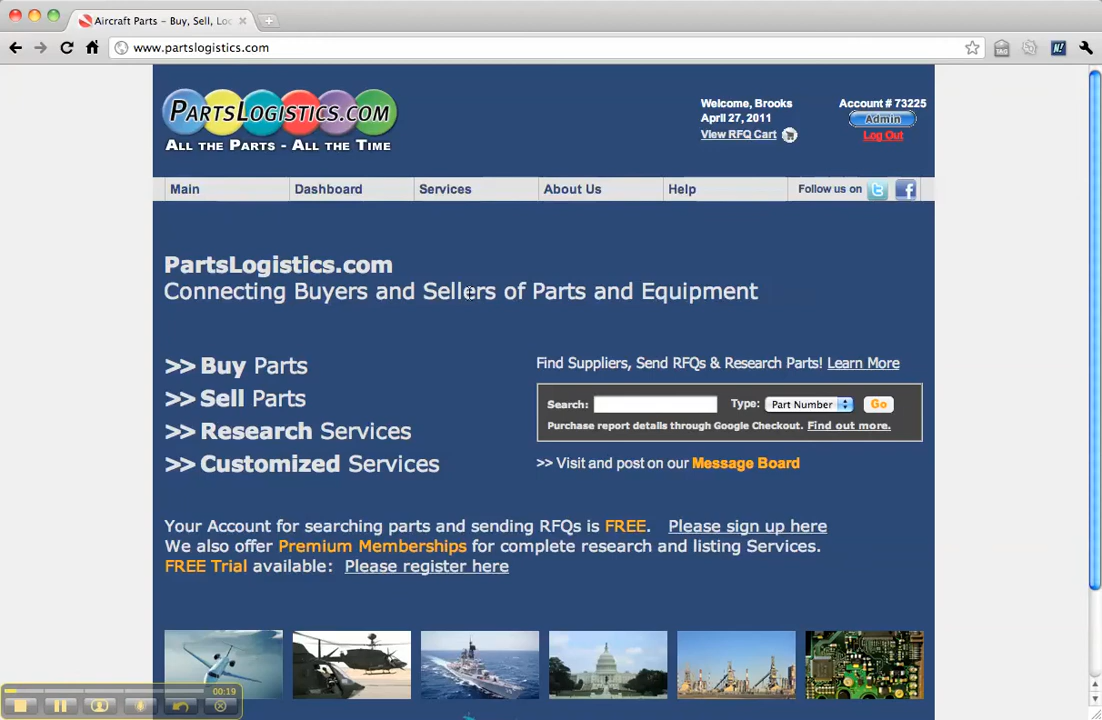 Aircraft Parts – Buy, Sell, Loc
www.partslogistics.com
TAG
N!
PARTSLOGISTICS.COM
ALL THE PARTS - ALL THE TIME
Welcome, Brooks
April 27, 2011
View RFQ Cart
Account # 73225
Admin
Log Out
Main
Dashboard
Services
About Us
Help
Follow us on
t
f
PartsLogistics.com
Connecting Buyers and Sellers of Parts and Equipment
>> Buy Parts
>> Sell Parts
>> Research Services
>> Customized Services
Find Suppliers, Send RFQs & Research Parts! Learn More
Search:
Type:
Part Number
Go
Purchase report details through Google Checkout. Find out more.
>> Visit and post on our Message Board
Your Account for searching parts and sending RFQs is FREE. Please sign up here
We also offer Premium Memberships for complete research and listing Services.
FREE Trial available: Please register here
00:19